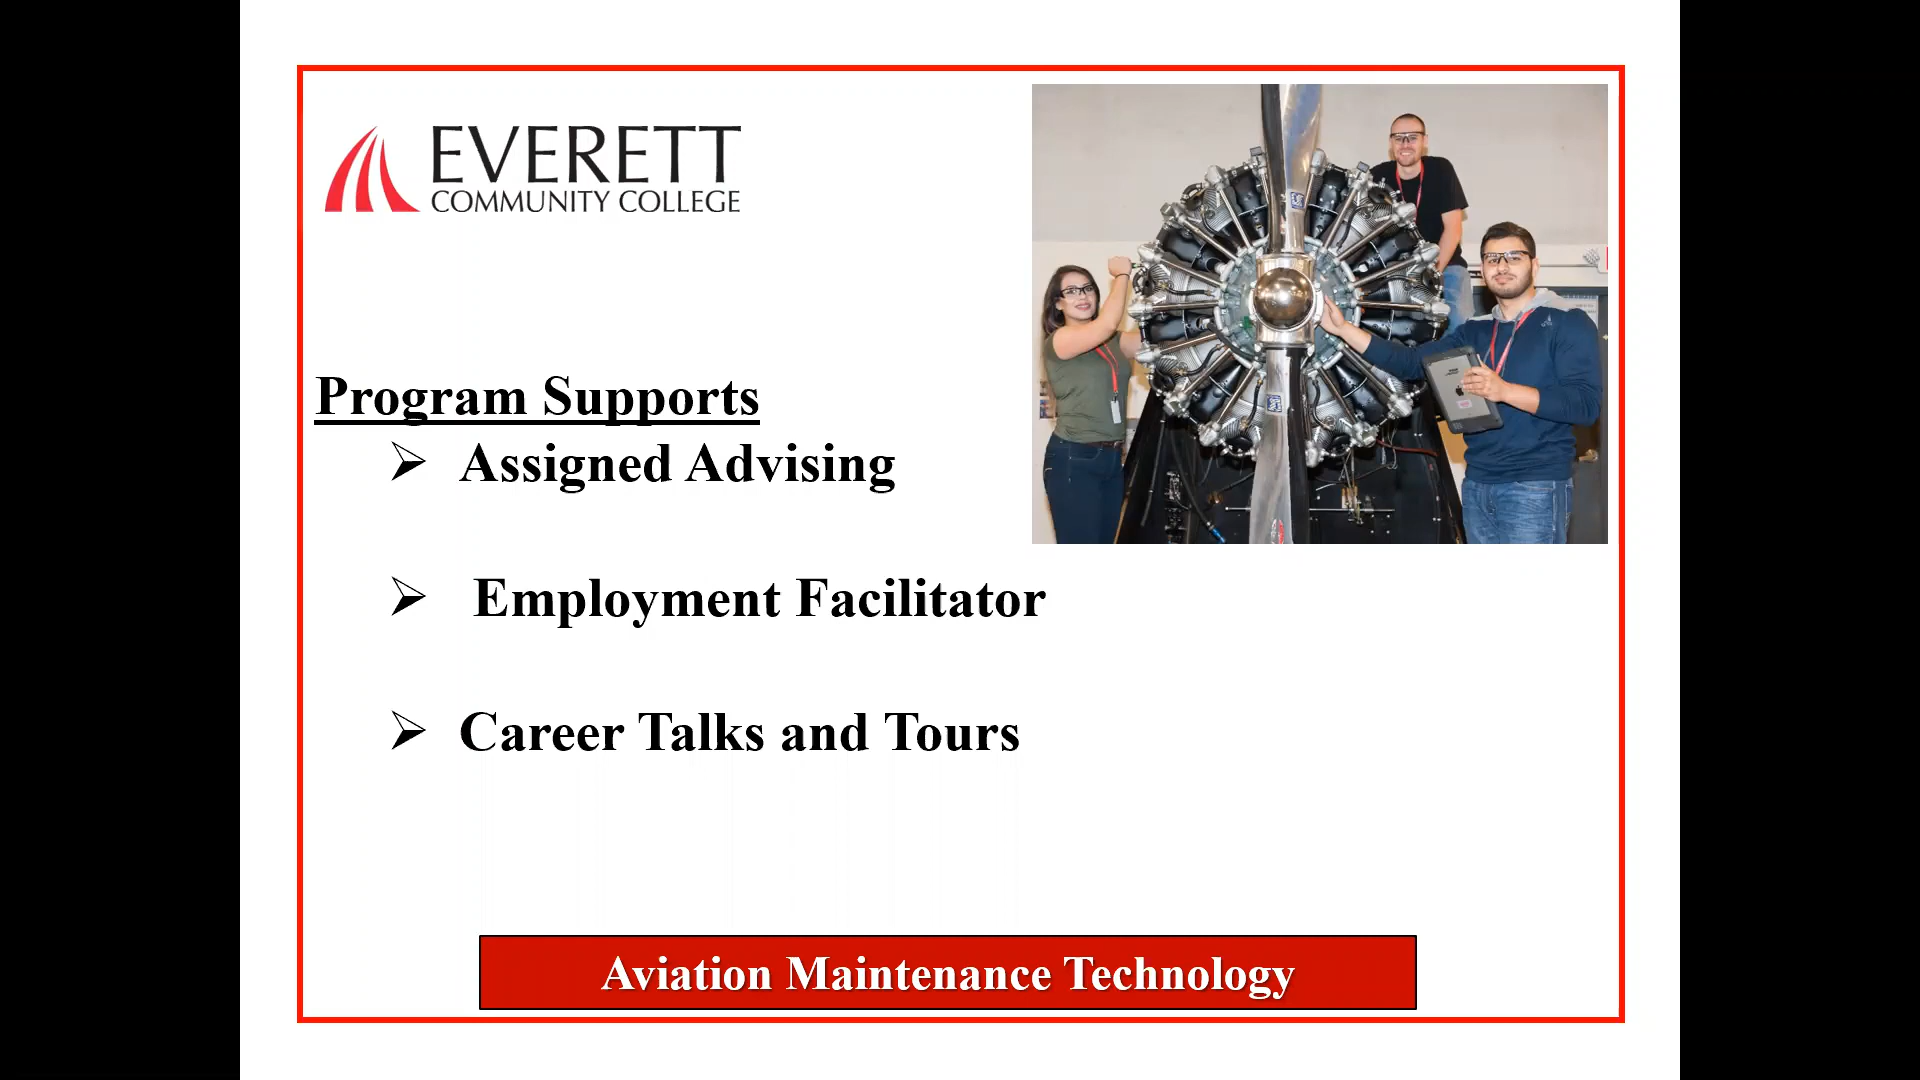 EVERETT
COMMUNITY COLLEGE
Program Supports
Assigned Advising
Employment Facilitator
Career Talks and Tours
Aviation Maintenance Technology